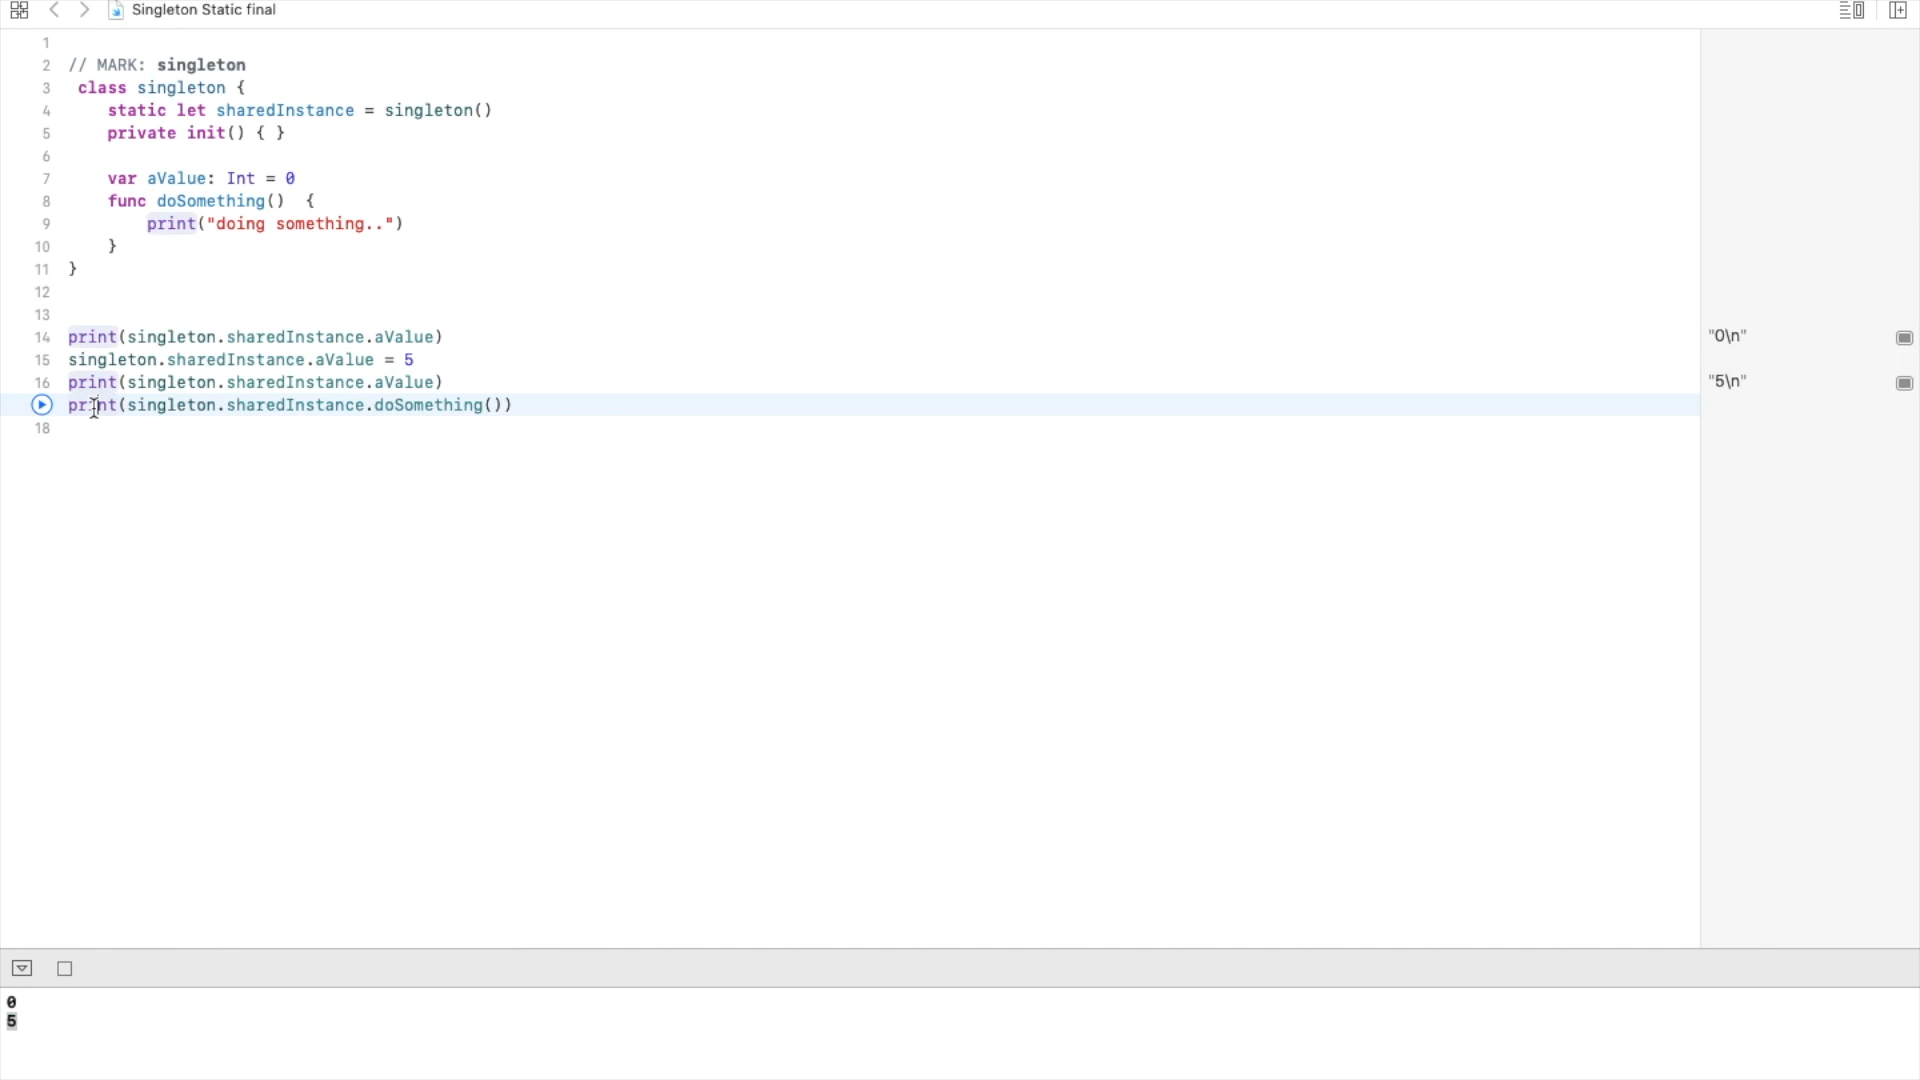 Singleton Static final
1
2 // MARK: singleton
3 class singleton {
4 static let sharedInstance = singleton()
5 private init() { }
6
7 var aValue: Int = 0
8 func doSomething()  {
9 print("doing something..")
10 }
11 }
12
13
14 print(singleton.sharedInstance.aValue) "0\n"
15 singleton.sharedInstance.aValue = 5
16 print(singleton.sharedInstance.aValue) "5\n"
print(singleton.sharedInstance.doSomething())
18
0
5